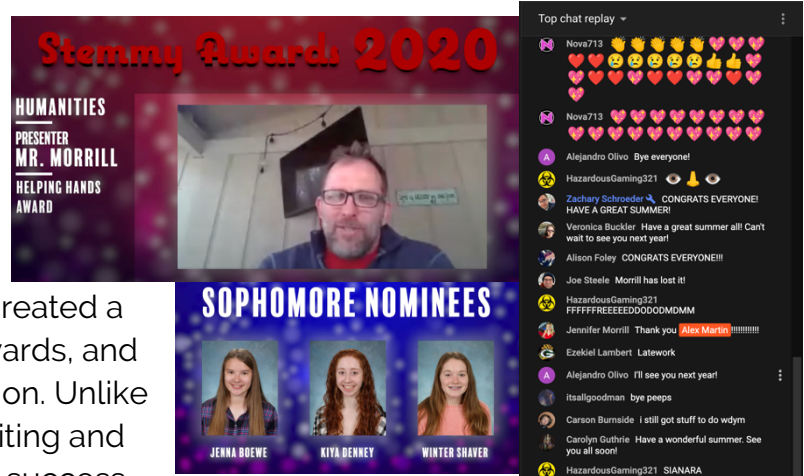 Stemmy Awards 2020
HUMANITIES
PRESENTER
MR. MORRILL
HELPING HANDS
AWARD
reated a
vards, and
on. Unlike
iting and
success
SOPHOMORE NOMINEES
JENNA BOEWE
KIYA DENNEY
WINTER SHAVER
Top chat replay
Nova713
Nova713
Alejandro Olivo Bye everyone!
HazardousGaming321
Zachary Schroeder CONGRATS EVERYONE!
HAVE A GREAT SUMMER!
Veronica Buckler Have a great summer all! Can't
wait to see you next year!
Alison Foley CONGRATS EVERYONE!!!
Joe Steele Morrill has lost it!
HazardousGaming321
FFFFFFREEEEEDDODODMDMM
Jennifer Morrill Thank you Alex Martin !!!!!!!!!!!!
Ezekiel Lambert Latework
Alejandro Olivo I'll see you next year!
itsallgoodman bye peeps
Carson Burnside i still got stuff to do wdym
Carolyn Guthrie Have a wonderful summer. See
you all soon!
HazardousGaming321 SIANARA